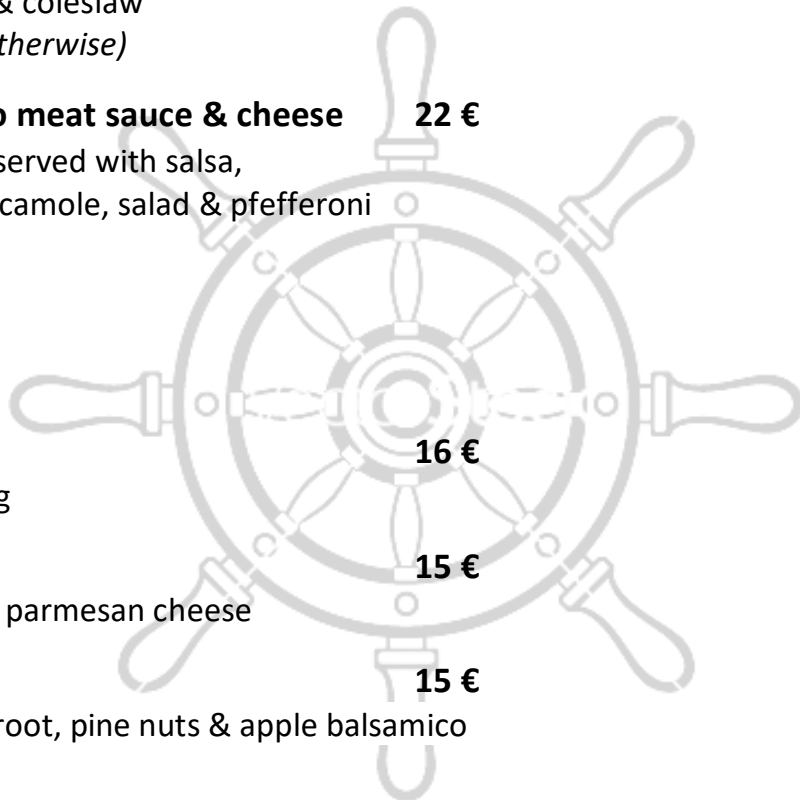 & coleslaw
therwise)
o meat sauce & cheese 22 €
served with salsa,
camole, salad & pfefferoni
16 €
g
15 €
parmesan cheese
15 €
root, pine nuts & apple balsamico